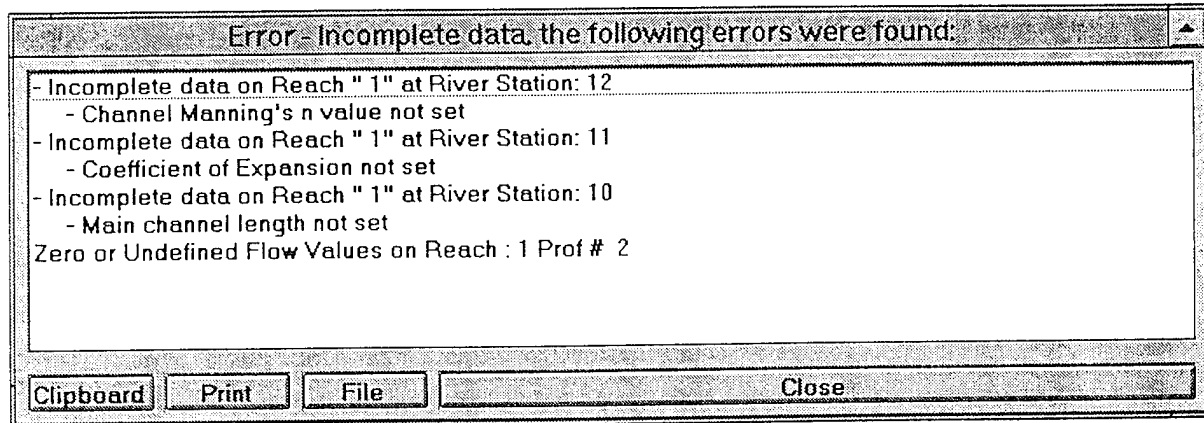 Error - Incomplete data, the following errors were found:
- Incomplete data on Reach " 1" at River Station: 12
- Channel Manning's n value not set
- Incomplete data on Reach " 1" at River Station: 11
- Coefficient of Expansion not set
- Incomplete data on Reach " 1" at River Station: 10
- Main channel length not set
Zero or Undefined Flow Values on Reach : 1 Prof # 2
Clipboard Print File Close